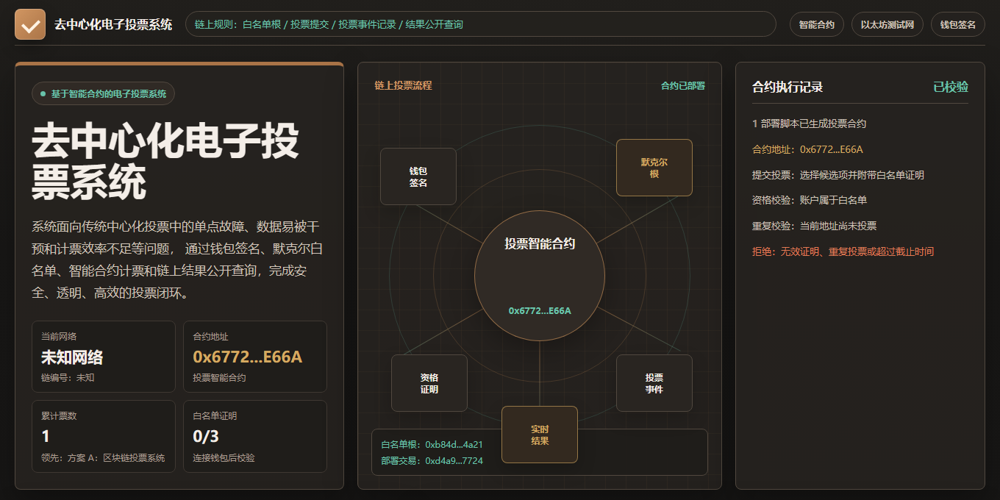 去中心化电子投票系统
链上规则：白名单根 / 投票提交 / 投票事件记录 / 结果公开查询
智能合约
以太坊测试网
钱包签名
基于智能合约的电子投票系统
去中心化电子投
票系统
系统面向传统中心化投票中的单点故障、数据易被干
预和计票效率不足等问题， 通过钱包签名、默克尔白
名单、智能合约计票和链上结果公开查询，完成安
全、透明、高效的投票闭环。
当前网络
未知网络
链编号：未知
合约地址
0x6772...E66A
投票智能合约
累计票数
1
领先：方案 A：区块链投票系统
白名单证明
0/3
连接钱包后校验
链上投票流程
合约已部署
钱包
签名
默克尔
根
投票智能合约
0x6772...E66A
资格
证明
投票
事件
实时
结果
白名单根：0xb84d...4a21
部署交易：0xd4a9...7724
合约执行记录
已校验
1 部署脚本已生成投票合约
合约地址：0x6772...E66A
提交投票：选择候选项并附带白名单证明
资格校验：账户属于白名单
重复校验：当前地址尚未投票
拒绝：无效证明、重复投票或超过截止时间